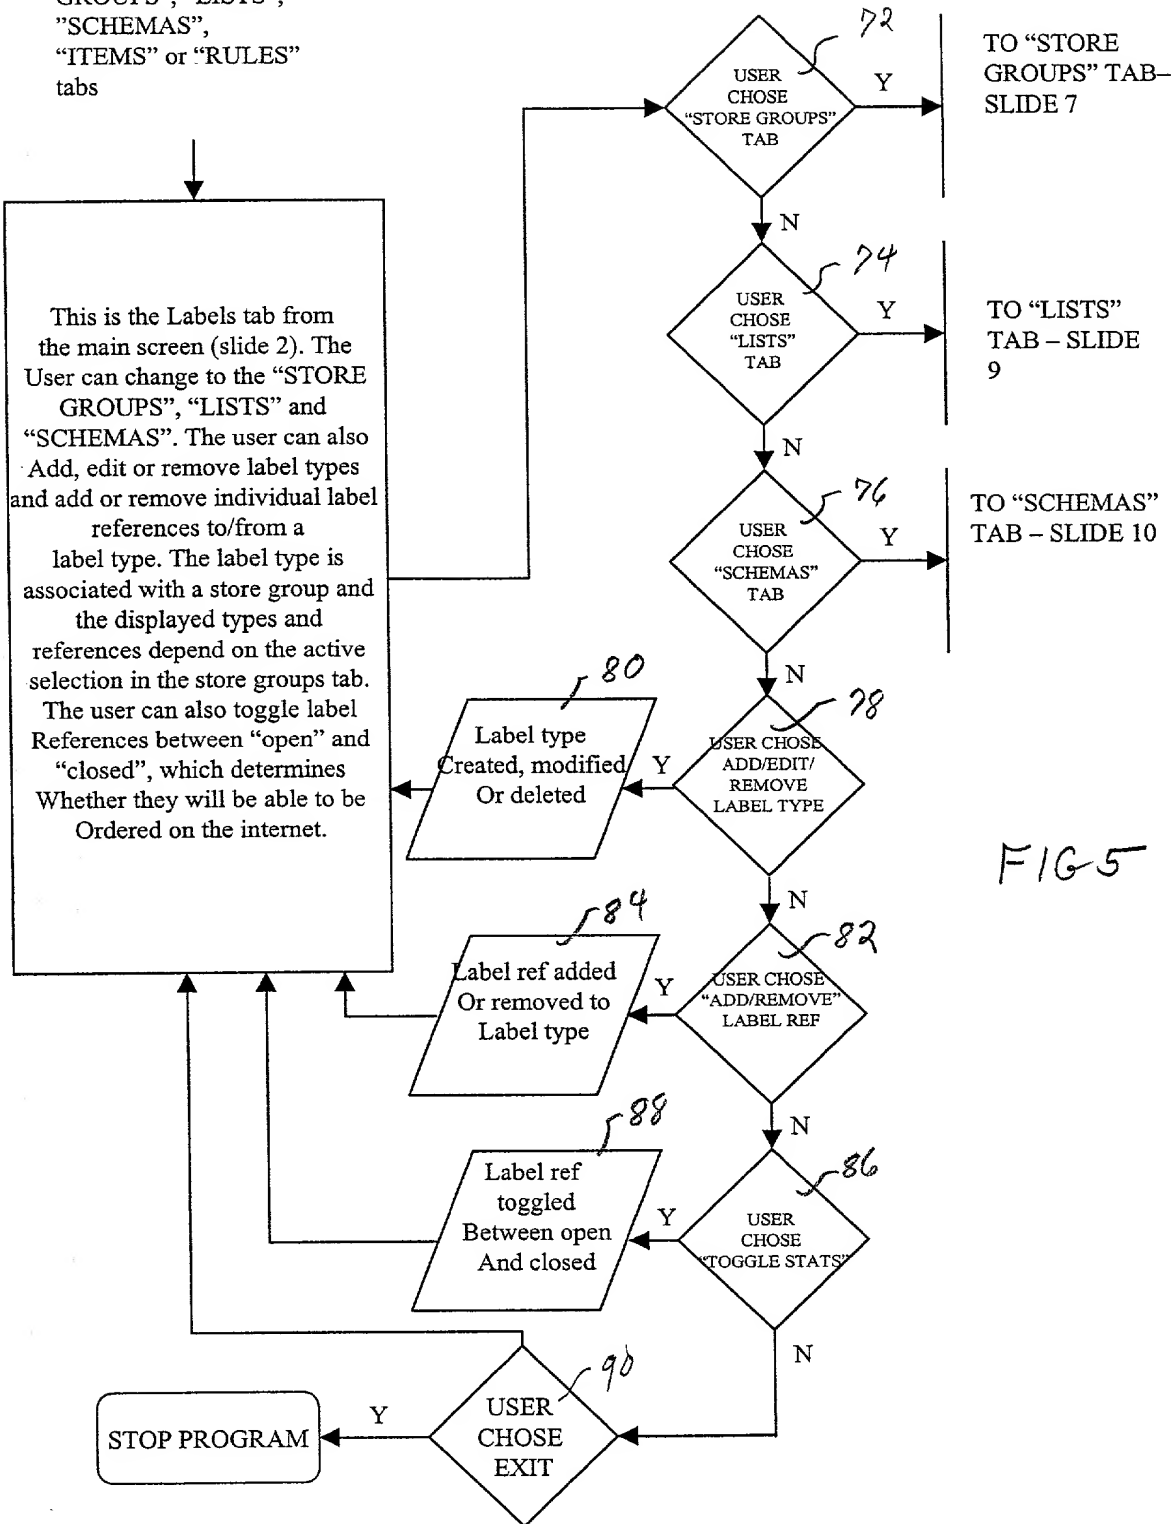 GROUPS", "LISTS",
"SCHEMAS",
"ITEMS" or "RULES"
tabs
This is the Labels tab from
the main screen (slide 2). The
User can change to the "STORE
GROUPS", "LISTS" and
"SCHEMAS". The user can also
Add, edit or remove label types
and add or remove individual label
references to/from a
label type. The label type is
associated with a store group and
the displayed types and
references depend on the active
selection in the store groups tab.
The user can also toggle label
References between "open" and
"closed", which determines
Whether they will be able to be
Ordered on the internet.
72
USER
CHOSE
"STORE GROUPS"
TAB
Y
TO "STORE
GROUPS" TAB–
SLIDE 7
N
74
USER
CHOSE
"LISTS"
TAB
Y
TO "LISTS"
TAB – SLIDE
9
N
76
USER
CHOSE
"SCHEMAS"
TAB
Y
TO "SCHEMAS"
TAB – SLIDE 10
N
78
USER CHOSE
ADD/EDIT/
REMOVE
LABEL TYPE
Y
80
Label type
Created, modified
Or deleted
FIG 5
N
82
USER CHOSE
"ADD/REMOVE"
LABEL REF
Y
84
Label ref added
Or removed to
Label type
N
86
USER
CHOSE
"TOGGLE STATS"
Y
88
Label ref
toggled
Between open
And closed
N
90
USER
CHOSE
EXIT
Y
STOP PROGRAM